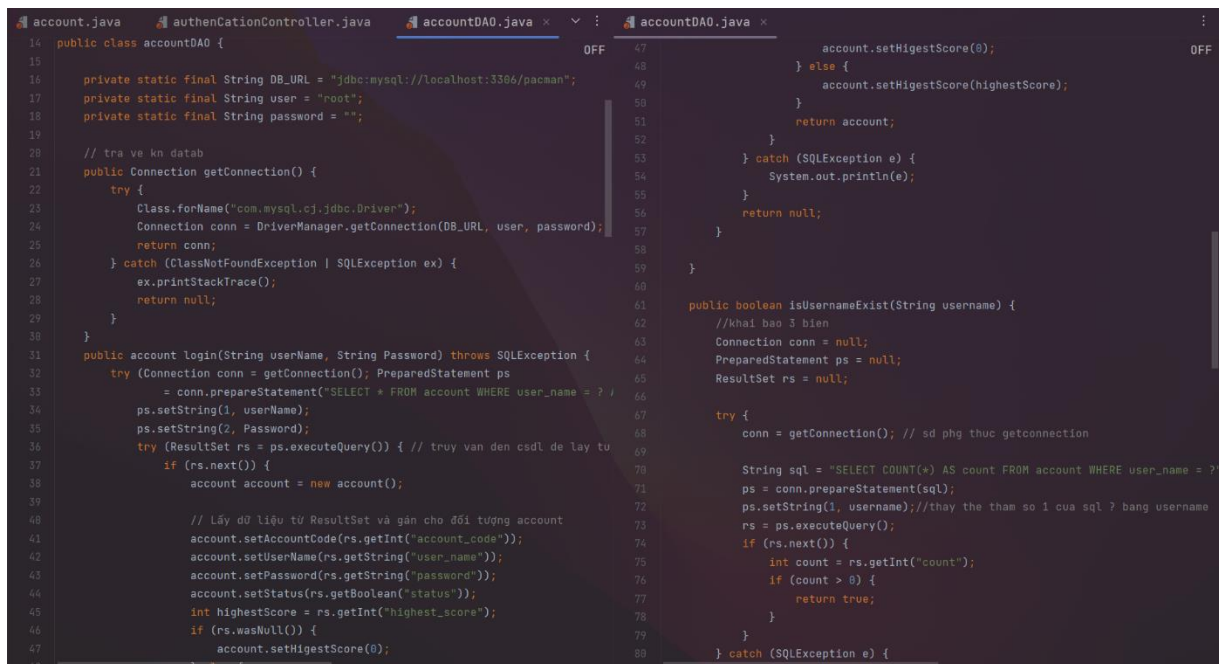 account.java authenCationController.java accountDAO.java ×
14 public class accountDAO {
OFF
15
16 private static final String DB_URL = "jdbc:mysql://localhost:3306/pacman";
17 private static final String user = "root";
18 private static final String password = "";
19
20 // tra ve kn datab
21 public Connection getConnection() {
22 try {
23 Class.forName("com.mysql.cj.jdbc.Driver");
24 Connection conn = DriverManager.getConnection(DB_URL, user, password);
25 return conn;
26 } catch (ClassNotFoundException | SQLException ex) {
27 ex.printStackTrace();
28 return null;
29 }
30 }
31 public account login(String userName, String Password) throws SQLException {
32 try (Connection conn = getConnection(); PreparedStatement ps
33 = conn.prepareStatement("SELECT * FROM account WHERE user_name = ?
34 ps.setString(1, userName);
35 ps.setString(2, Password);
36 try (ResultSet rs = ps.executeQuery()) { // truy van den csdl de lay tu
37 if (rs.next()) {
38 account account = new account();
39
40 // Lấy dữ liệu từ ResultSet và gán cho đối tượng account
41 account.setAccountCode(rs.getInt("account_code"));
42 account.setUserName(rs.getString("user_name"));
43 account.setPassword(rs.getString("password"));
44 account.setStatus(rs.getBoolean("status"));
45 int highestScore = rs.getInt("highest_score");
46 if (rs.wasNull()) {
47 account.setHigestScore(0);
accountDAO.java ×
47 account.setHigestScore(0);
OFF
48 } else {
49 account.setHigestScore(highestScore);
50 }
51 return account;
52 }
53 } catch (SQLException e) {
54 System.out.println(e);
55 }
56 return null;
57 }
58
59 }
60
61 public boolean isUsernameExist(String username) {
62 //khai bao 3 bien
63 Connection conn = null;
64 PreparedStatement ps = null;
65 ResultSet rs = null;
66
67 try {
68 conn = getConnection(); // sd phg thuc getconnection
69
70 String sql = "SELECT COUNT(*) AS count FROM account WHERE user_name = ?"
71 ps = conn.prepareStatement(sql);
72 ps.setString(1, username);//thay the tham so 1 cua sql ? bang username
73 rs = ps.executeQuery();
74 if (rs.next()) {
75 int count = rs.getInt("count");
76 if (count > 0) {
77 return true;
78 }
79 }
80 } catch (SQLException e) {